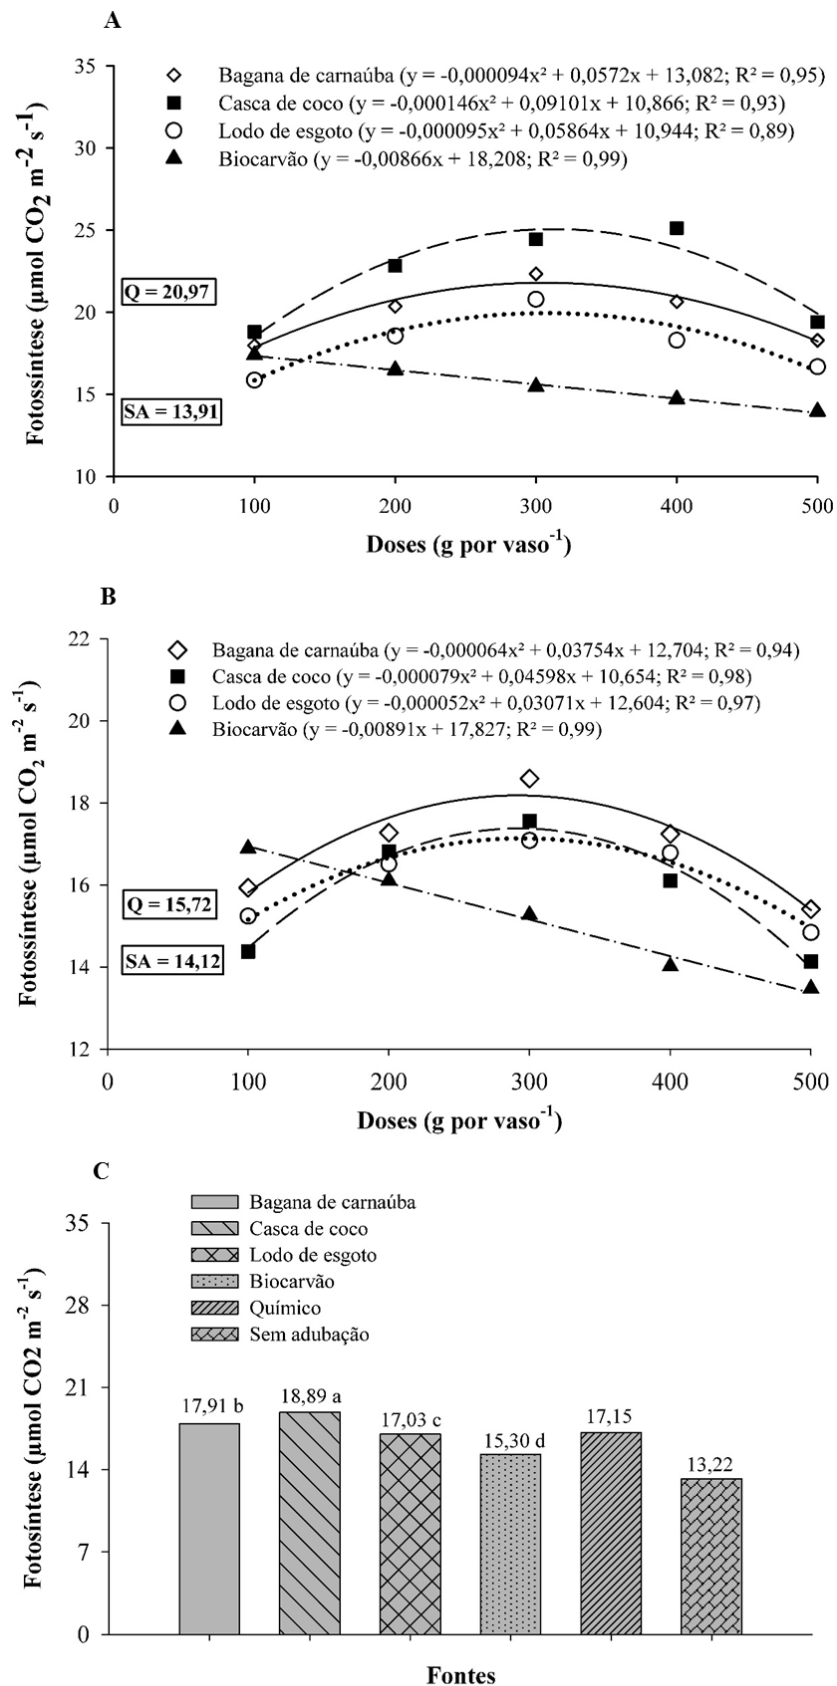 A
Bagana de carnaúba (y = -0,000094x² + 0,0572x + 13,082; R² = 0,95)
Casca de coco (y = -0,000146x² + 0,09101x + 10,866; R² = 0,93)
Lodo de esgoto (y = -0,000095x² + 0,05864x + 10,944; R² = 0,89)
Biocarvão (y = -0,00866x + 18,208; R² = 0,99)
Fotossíntese (µmol CO2 m⁻² s⁻¹)
35
30
25
20
15
10
Q = 20,97
SA = 13,91
0 100 200 300 400 500
Doses (g por vaso⁻¹)
B
Bagana de carnaúba (y = -0,000064x² + 0,03754x + 12,704; R² = 0,94)
Casca de coco (y = -0,000079x² + 0,04598x + 10,654; R² = 0,98)
Lodo de esgoto (y = -0,000052x² + 0,03071x + 12,604; R² = 0,97)
Biocarvão (y = -0,00891x + 17,827; R² = 0,99)
Fotossíntese (µmol CO₂ m⁻² s⁻¹)
22
20
18
16
14
12
Q = 15,72
SA = 14,12
0 100 200 300 400 500
Doses (g por vaso⁻¹)
C
Bagana de carnaúba
Casca de coco
Lodo de esgoto
Biocarvão
Químico
Sem adubação
Fotosíntese (µmol CO2 m⁻² s⁻¹)
35
28
21
14
7
0
17,91 b
18,89 a
17,03 c
15,30 d
17,15
13,22
Fontes